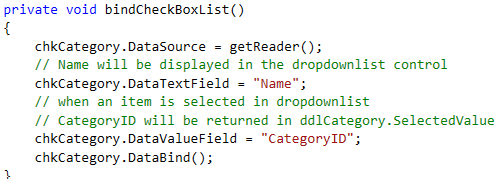 private void bindCheckBoxList()
{
    chkCategory.DataSource = getReader();
    // Name will be displayed in the dropdownlist control
    chkCategory.DataTextField = "Name";
    // when an item is selected in dropdownlist
    // CategoryID will be returned in ddlCategory.SelectedValue
    chkCategory.DataValueField = "CategoryID";
    chkCategory.DataBind();
}